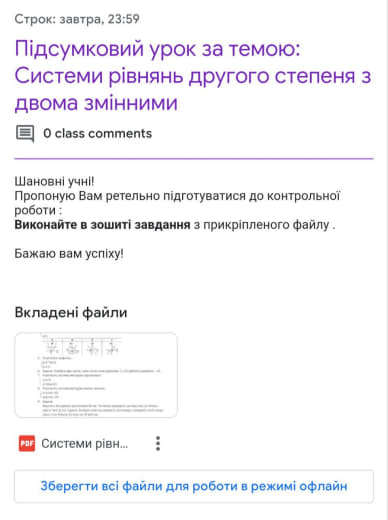 Строк: завтра, 23:59
Підсумковий урок за темою:
Системи рівнянь другого степеня з
двома змінними
0 class comments
Шановні учні!
Пропоную Вам ретельно підготуватися до контрольної
роботи :
Виконайте в зошиті завдання з прикріпленого файлу .
Бажаю вам успіху!
Вкладені файли
PDF Системи рівн...
Зберегти всі файли для роботи в режимі офлайн